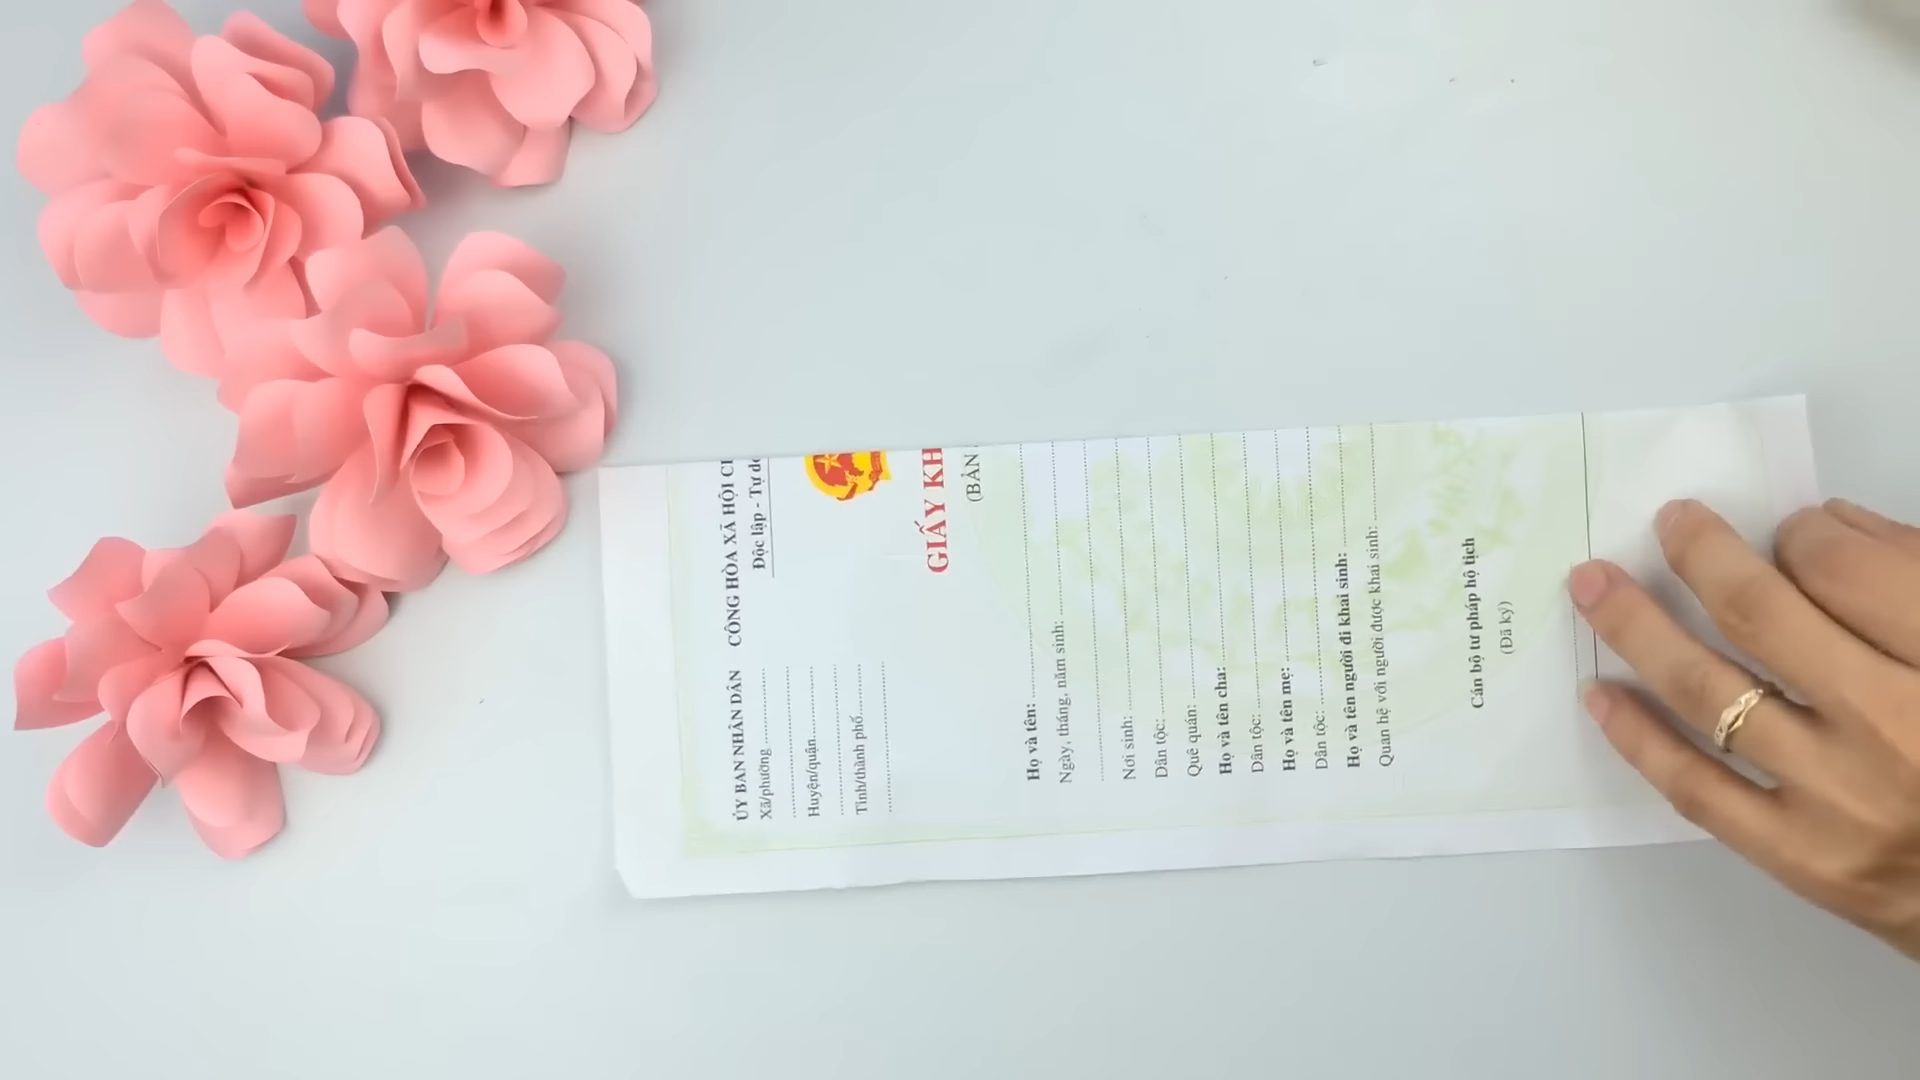 ỦY BAN NHÂN DÂN
Xã/phường
Huyện/quận
Tỉnh/thành phố
CÔNG HÒA XÃ HỘI
Độc lập - Tự
GIẤY KH
(BẢN
Họ và tên:
Ngày, tháng, năm sinh:
Nơi sinh:
Dân tộc:
Quê quán:
Họ và tên cha:
Dân tộc:
Họ và tên mẹ:
Dân tộc:
Họ và tên người đi khai sinh:
Quan hệ với người được khai sinh:
Cán bộ tư pháp hộ tịch
(Đã ký)